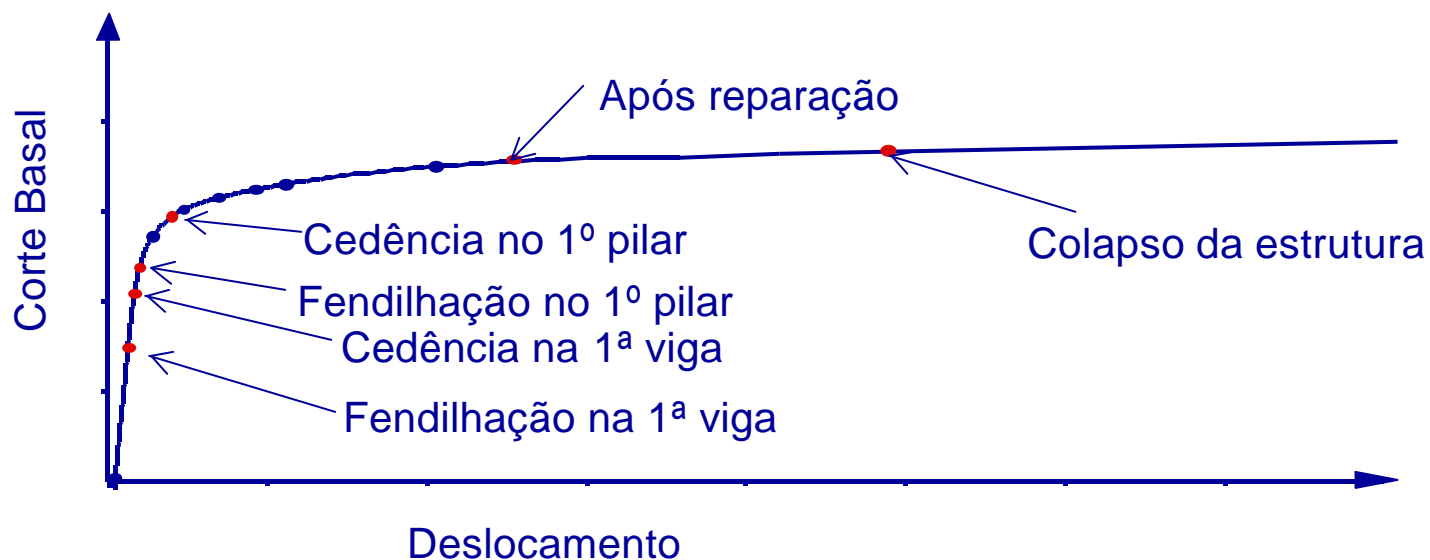 Após reparação
Corte Basal
Cedência no 1º pilar
Colapso da estrutura
Fendilhação no 1º pilar
Cedência na 1ª viga
Fendilhação na 1ª viga
Deslocamento